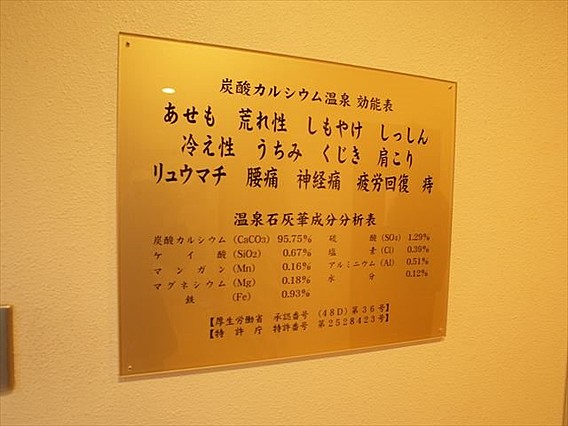 炭酸カルシウム温泉 効能表
あせも 荒れ性 しもやけ しっしん
冷え性 うちみ くじき 肩こり
リュウマチ 腰痛 神経痛 疲労回復 痔
温泉石灰華成分分析表
炭酸カルシウム (CaCO₃) 95.75% 硫酸 (SO₄) 1.29%
ケイ酸 (SiO₂) 0.67% 塩素 (Cl) 0.39%
マンガン (Mn) 0.16% アルミニウム (Al) 0.51%
マグネシウム (Mg) 0.18% 水分 0.12%
鉄 (Fe) 0.93%
【厚生労働省 承認番号 (48D)第36号】
【特許庁 特許番号 第2528423号】